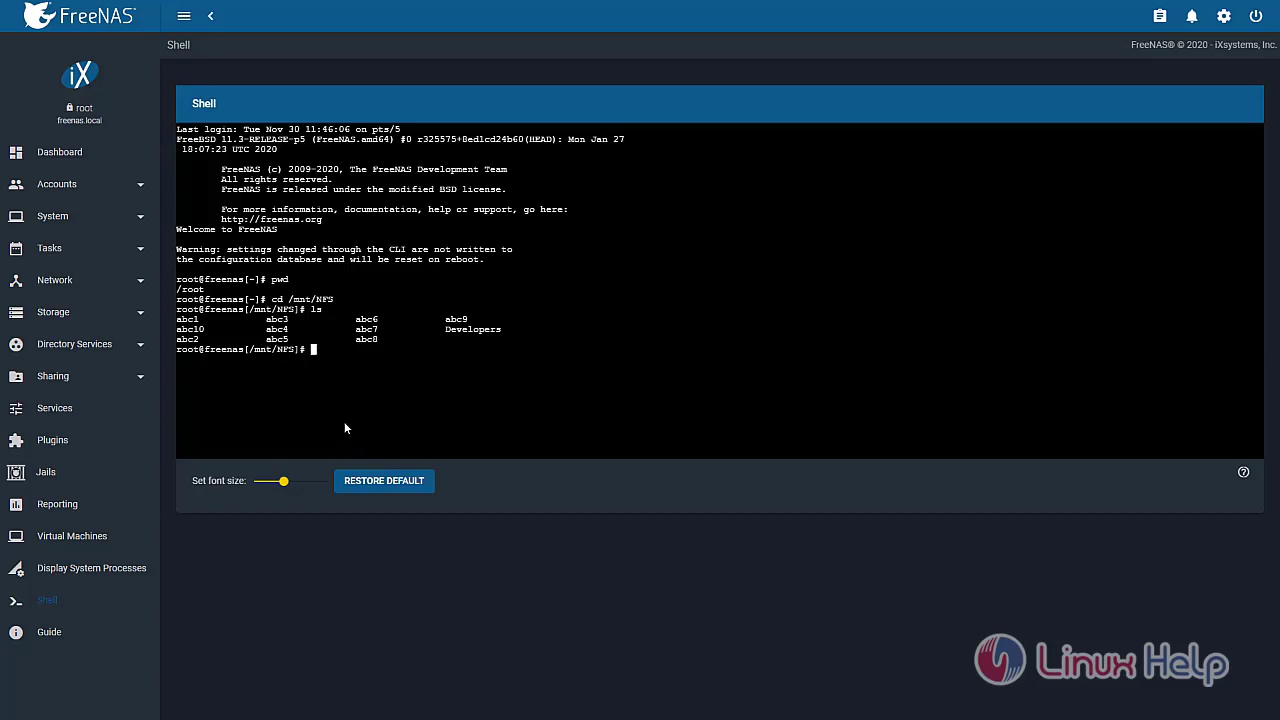 FreeNAS®
Shell
FreeNAS® © 2020 - iXsystems, Inc.
iX
root
freenas.local
Dashboard
Accounts
System
Tasks
Network
Storage
Directory Services
Sharing
Services
Plugins
Jails
Reporting
Virtual Machines
Display System Processes
Shell
Guide
Shell
Last login: Tue Nov 30 11:46:06 on pts/5
FreeBSD 11.3-RELEASE-p5 (FreeNAS.amd64) #0 r325575+8ed1cd24b60(HEAD): Mon Jan 27
18:07:23 UTC 2020
FreeNAS (c) 2009-2020, The FreeNAS Development Team
All rights reserved.
FreeNAS is released under the modified BSD license.
For more information, documentation, help or support, go here:
http://freenas.org
Welcome to FreeNAS
Warning: settings changed through the CLI are not written to
the configuration database and will be reset on reboot.
root@freenas[~]# pwd
/root
root@freenas[~]# cd /mnt/NFS
root@freenas[/mnt/NFS]# ls
abc1 abc3 abc6 abc9
abc10 abc4 abc7 Developers
abc2 abc5 abc8
root@freenas[/mnt/NFS]#
Set font size:
RESTORE DEFAULT
Linux Help